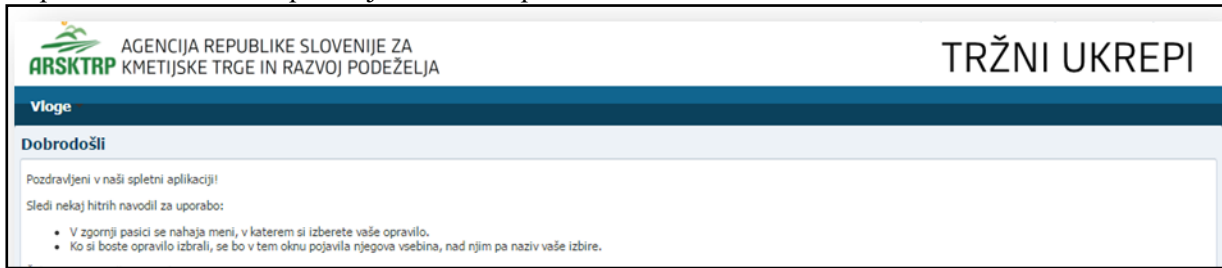 AGENCIJA REPUBLIKE SLOVENIJE ZA
ARSKTRP KMETIJSKE TRGE IN RAZVOJ PODEŽELJA
TRŽNI UKREPI
Vloge
Dobrodošli
Pozdravljeni v naši spletni aplikaciji!
Sledi nekaj hitrih navodil za uporabo:
• V zgornji pasici se nahaja meni, v katerem si izberete vaše opravilo.
• Ko si boste opravilo izbrali, se bo v tem oknu pojavila njegova vsebina, nad njim pa naziv vaše izbire.